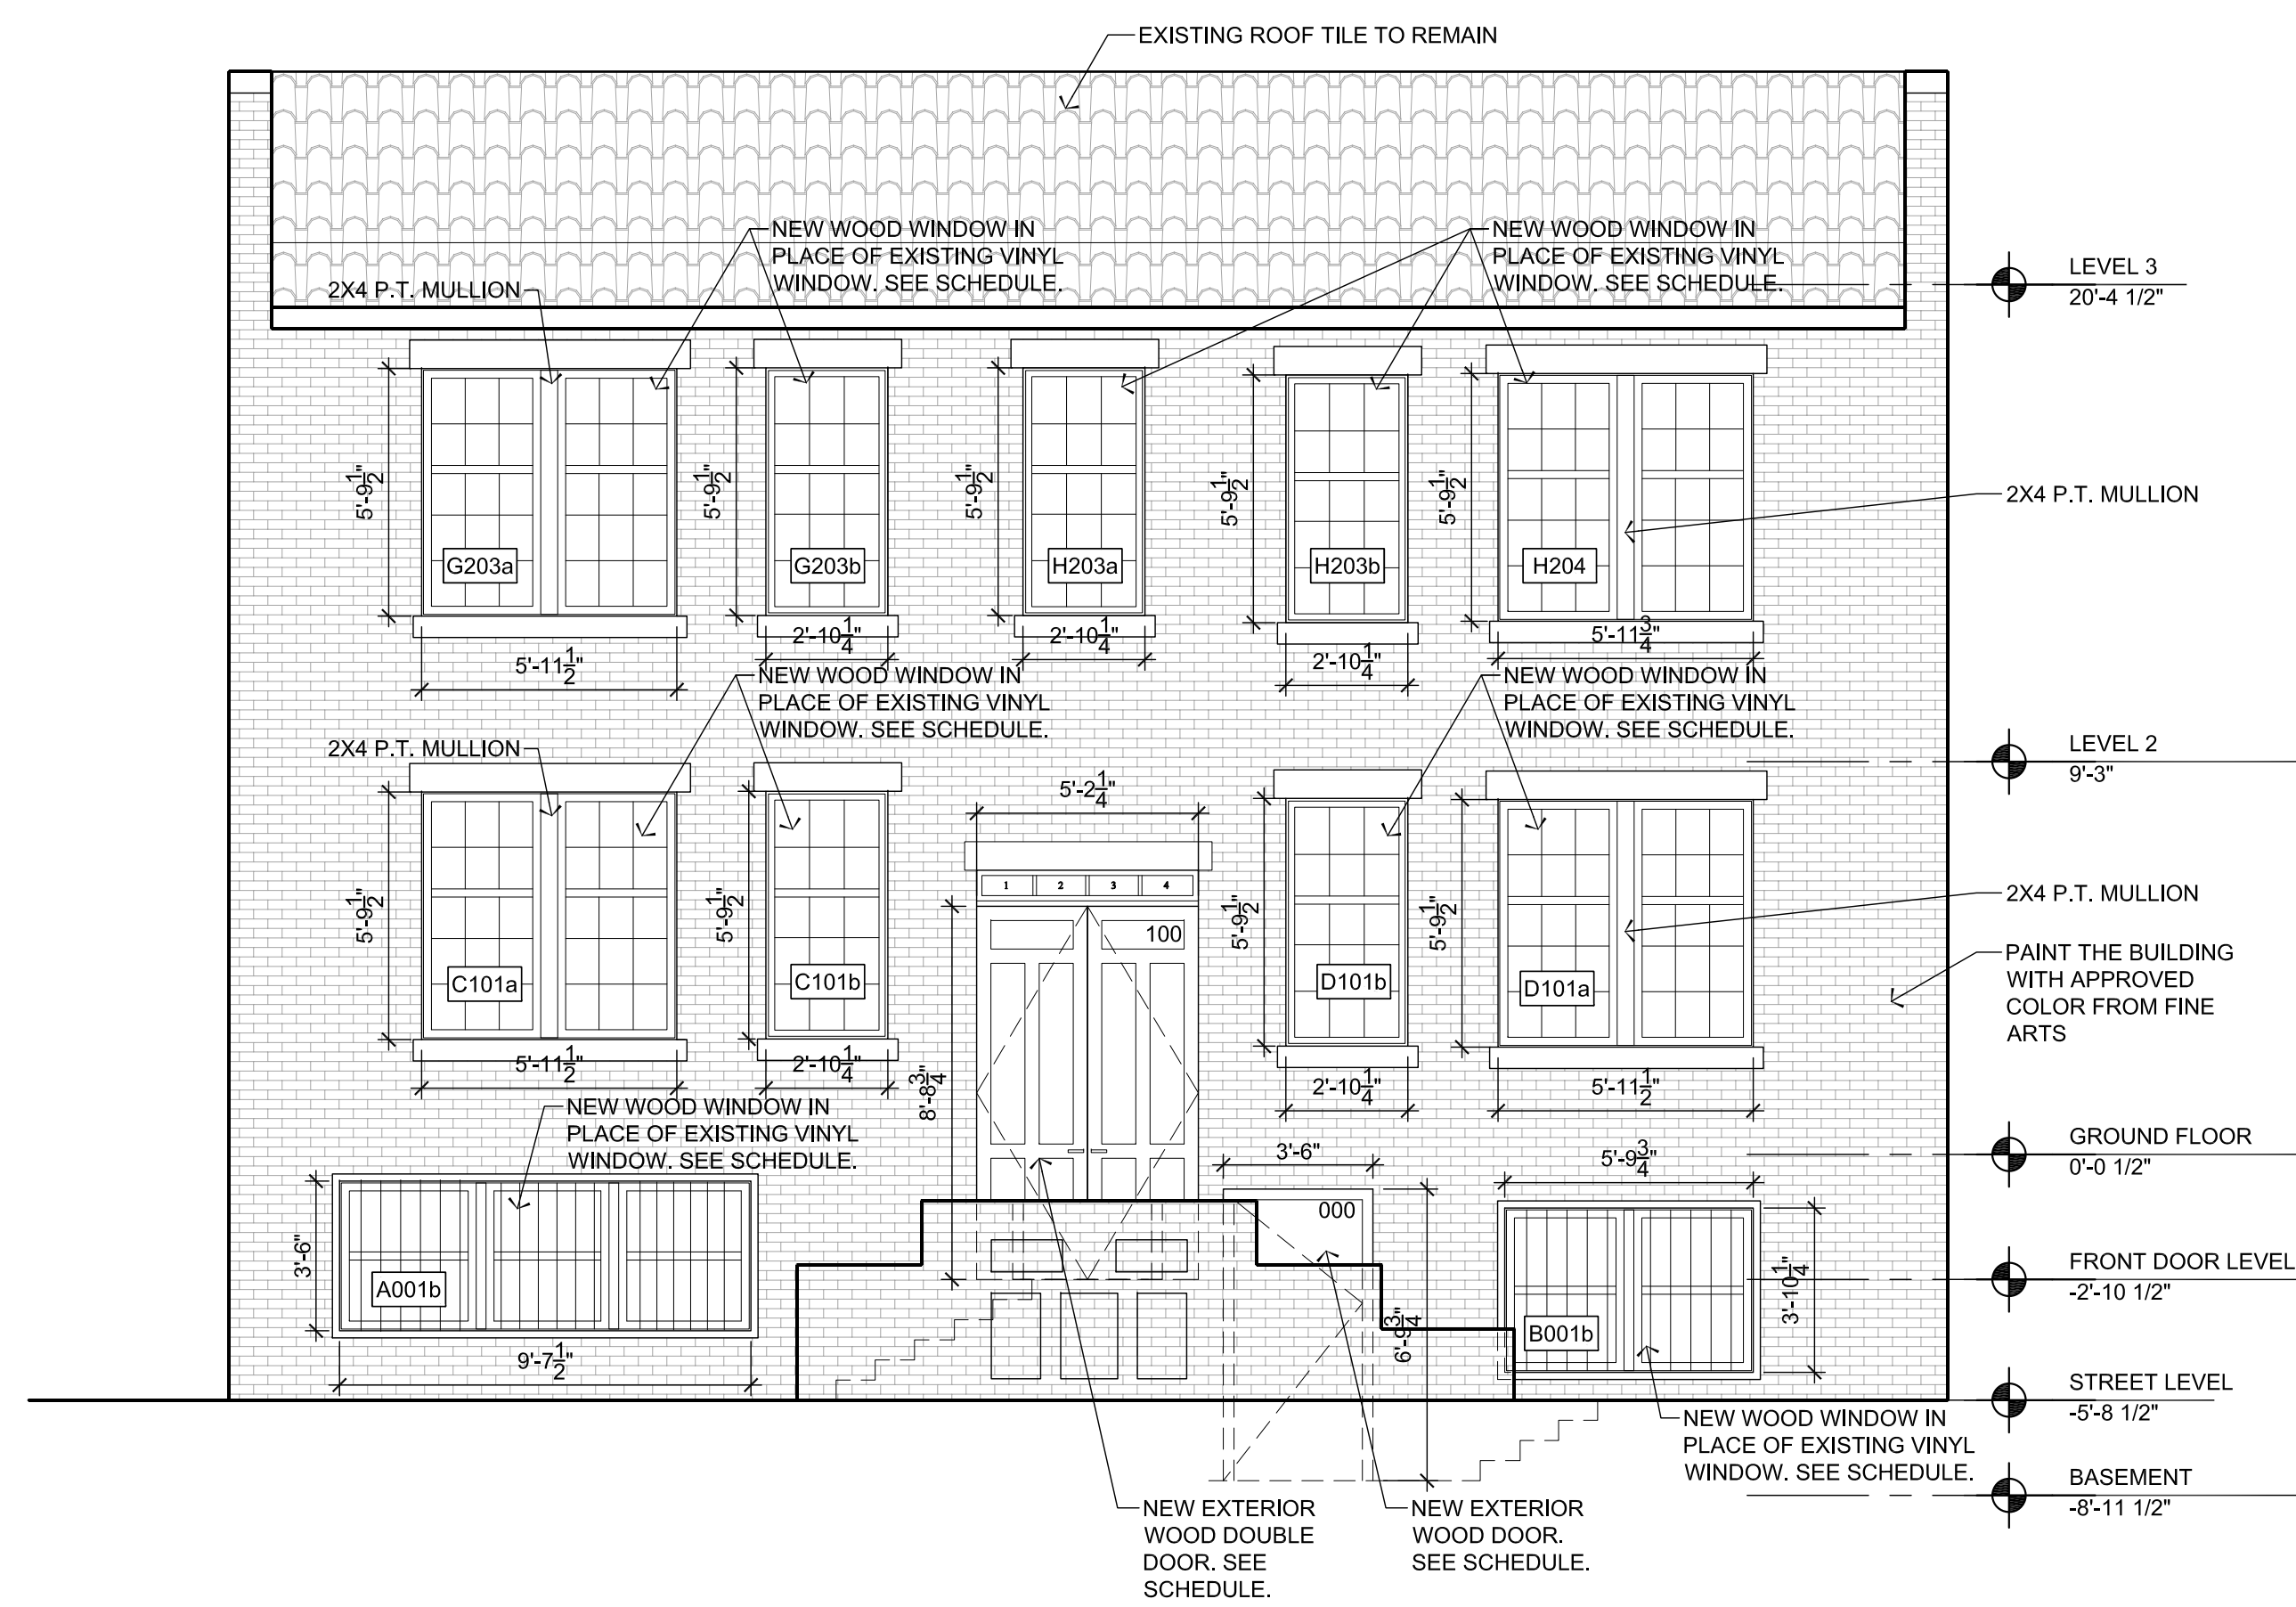 EXISTING ROOF TILE TO REMAIN
NEW WOOD WINDOW IN
PLACE OF EXISTING VINYL
WINDOW. SEE SCHEDULE.
NEW WOOD WINDOW IN
PLACE OF EXISTING VINYL
WINDOW. SEE SCHEDULE.
2X4 P.T. MULLION
LEVEL 3
20'-4 1/2"
5'-9 1/2"
5'-9 1/2"
5'-9 1/2"
5'-9 1/2"
5'-9 1/2"
2X4 P.T. MULLION
G203a
G203b
H203a
H203b
H204
5'-11 1/2"
2'-10 1/4"
2'-10 1/4"
2'-10 1/4"
5'-11 3/4"
NEW WOOD WINDOW IN
PLACE OF EXISTING VINYL
WINDOW. SEE SCHEDULE.
NEW WOOD WINDOW IN
PLACE OF EXISTING VINYL
WINDOW. SEE SCHEDULE.
2X4 P.T. MULLION
LEVEL 2
9'-3"
5'-2 1/4"
1 2 3 4
5'-9 1/2"
5'-9 1/2"
5'-9 1/2"
5'-9 1/2"
2X4 P.T. MULLION
100
PAINT THE BUILDING
WITH APPROVED
COLOR FROM FINE
ARTS
C101a
C101b
D101b
D101a
5'-11 1/2"
2'-10 1/4"
8'-8 3/4"
2'-10 1/4"
5'-11 1/2"
NEW WOOD WINDOW IN
PLACE OF EXISTING VINYL
WINDOW. SEE SCHEDULE.
GROUND FLOOR
0'-0 1/2"
3'-6"
5'-9 3/4"
000
3'-6"
A001b
FRONT DOOR LEVEL
-2'-10 1/2"
3'-10 1/4"
6'-9 3/4"
B001b
9'-7 1/2"
STREET LEVEL
-5'-8 1/2"
NEW WOOD WINDOW IN
PLACE OF EXISTING VINYL
WINDOW. SEE SCHEDULE.
BASEMENT
-8'-11 1/2"
NEW EXTERIOR
WOOD DOUBLE
DOOR. SEE
SCHEDULE.
NEW EXTERIOR
WOOD DOOR.
SEE SCHEDULE.